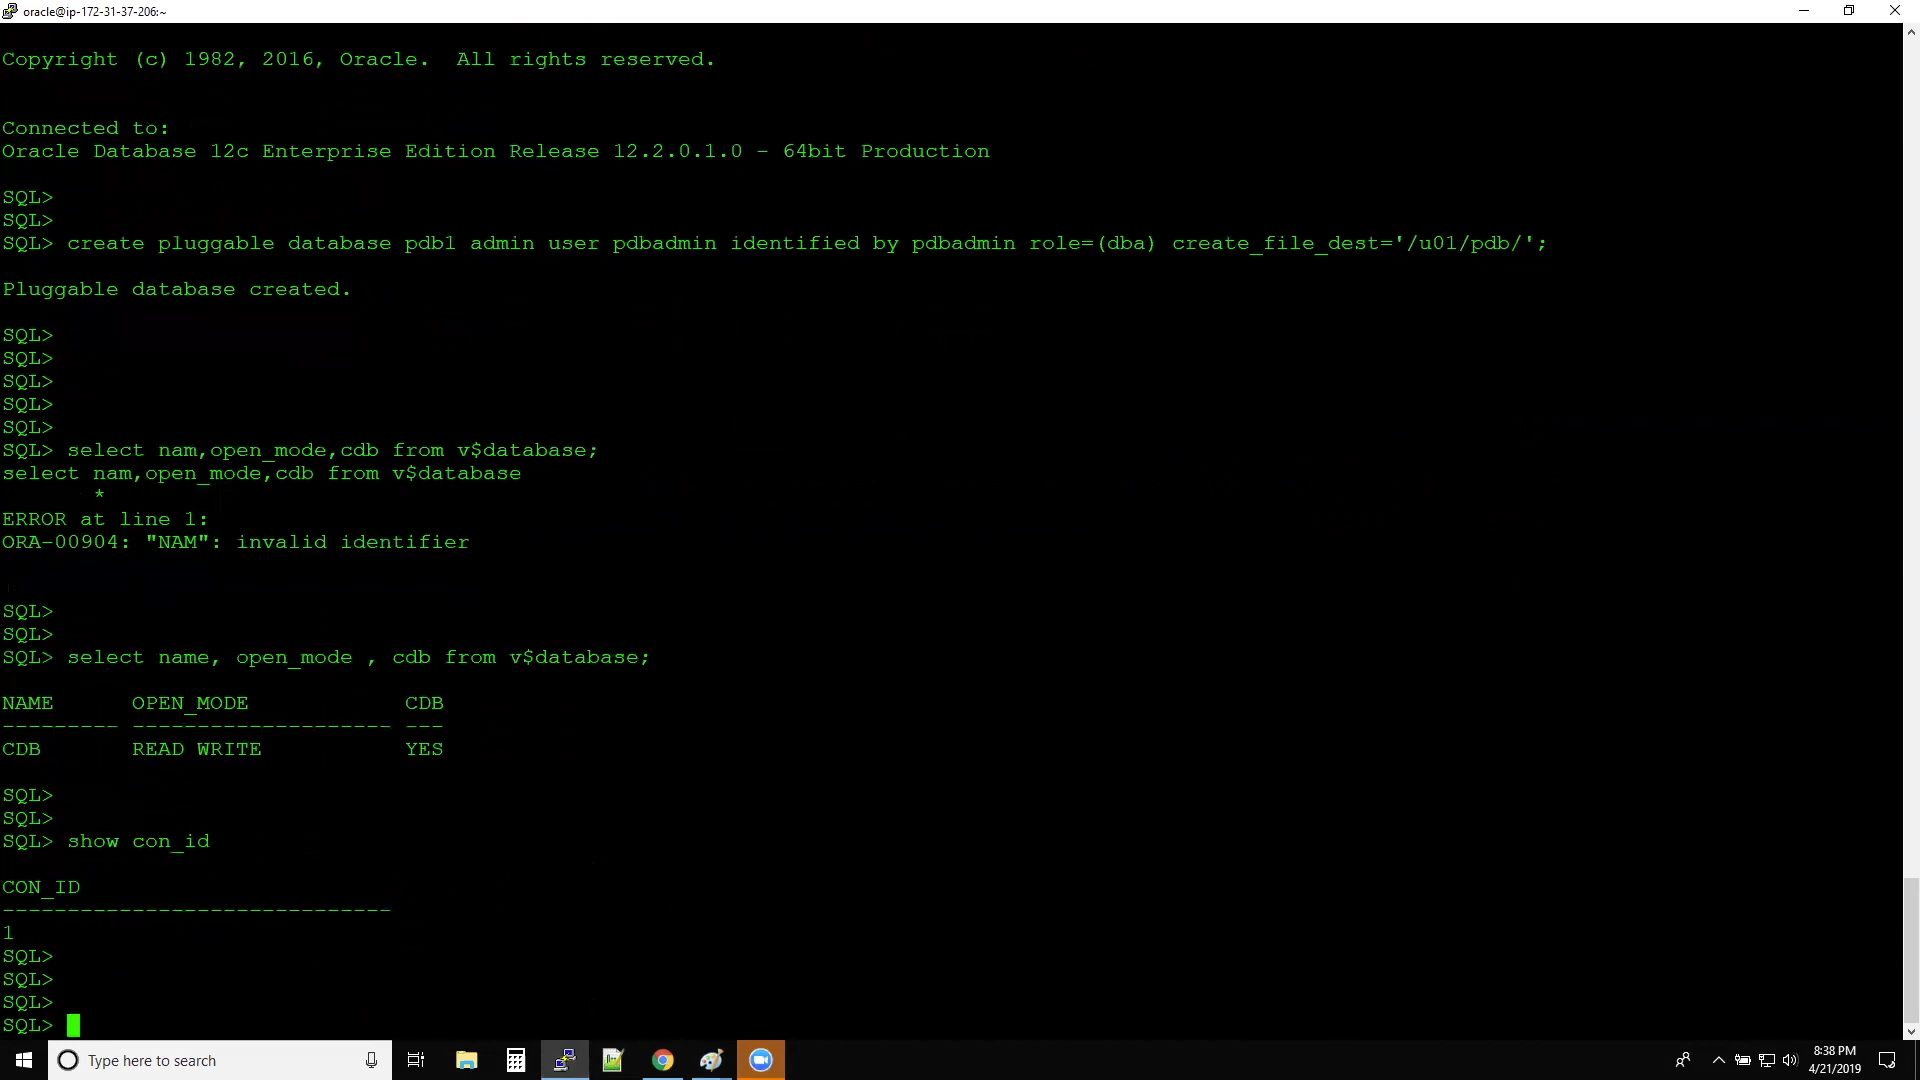 oracle@ip-172-31-37-206:~
Copyright (c) 1982, 2016, Oracle.  All rights reserved.
Connected to:
Oracle Database 12c Enterprise Edition Release 12.2.0.1.0 - 64bit Production
SQL>
SQL>
SQL> create pluggable database pdb1 admin user pdbadmin identified by pdbadmin role=(dba) create_file_dest='/u01/pdb/';
Pluggable database created.
SQL>
SQL>
SQL>
SQL>
SQL>
SQL> select nam,open_mode,cdb from v$database;
select nam,open_mode,cdb from v$database
       *
ERROR at line 1:
ORA-00904: "NAM": invalid identifier
SQL>
SQL>
SQL> select name, open_mode , cdb from v$database;
NAME      OPEN_MODE            CDB
--------- -------------------- ---
CDB       READ WRITE           YES
SQL>
SQL>
SQL> show con_id
CON_ID
------------------------------
1
SQL>
SQL>
SQL>
SQL>
Type here to search
8:38 PM
4/21/2019